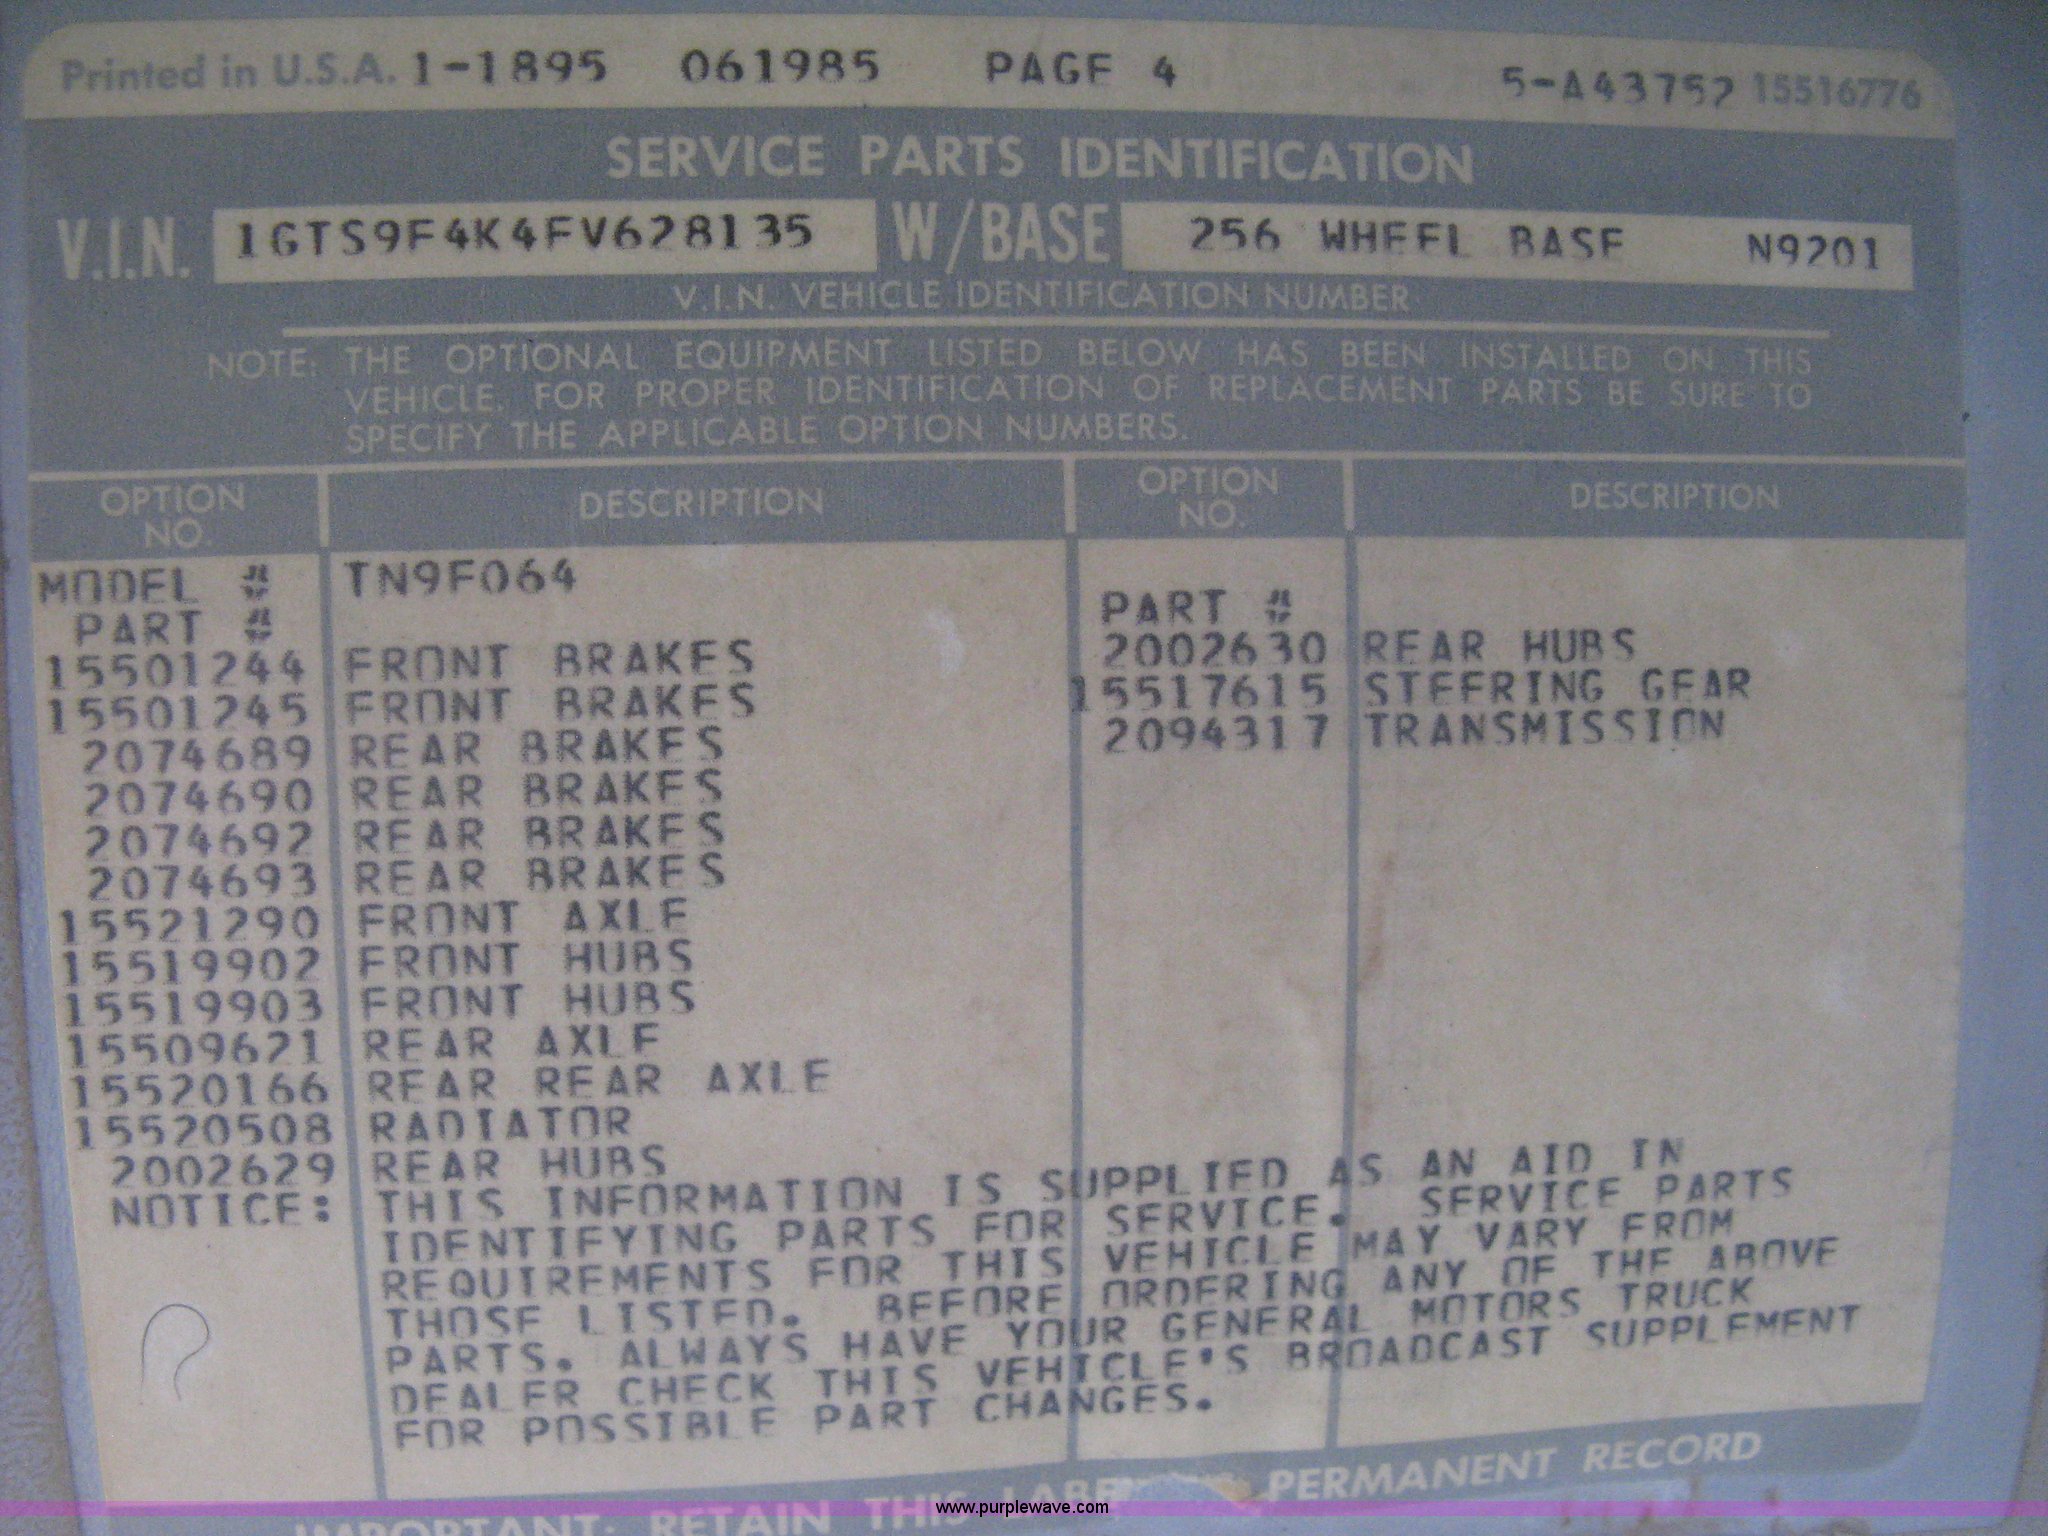 Printed in U.S.A. 1-1895 061985 PAGE 4 5-A43752 15516776
SERVICE PARTS IDENTIFICATION
V.I.N. 1GTS9F4K4FV628135 W/BASE 256 WHEEL BASE N9201
V.I.N. VEHICLE IDENTIFICATION NUMBER
NOTE: THE OPTIONAL EQUIPMENT LISTED BELOW HAS BEEN INSTALLED ON THIS
VEHICLE. FOR PROPER IDENTIFICATION OF REPLACEMENT PARTS BE SURE TO
SPECIFY THE APPLICABLE OPTION NUMBERS.
OPTION NO. DESCRIPTION OPTION NO. DESCRIPTION
MODEL # TN9F064
PART #
15501244 FRONT BRAKES
15501245 FRONT BRAKES
2074689 REAR BRAKES
2074690 REAR BRAKES
2074692 REAR BRAKES
2074693 REAR BRAKES
15521290 FRONT AXLE
15519902 FRONT HUBS
15519903 FRONT HUBS
15509621 REAR AXLE
15520166 REAR REAR AXLE
15520508 RADIATOR
2002629 REAR HUBS
PART #
2002630 REAR HUBS
15517615 STEERING GEAR
2094317 TRANSMISSION
NOTICE: THIS INFORMATION IS SUPPLIED AS AN AID IN
IDENTIFYING PARTS FOR SERVICE. SERVICE PARTS
REQUIREMENTS FOR THIS VEHICLE MAY VARY FROM
THOSE LISTED. BEFORE ORDERING ANY OF THE ABOVE
PARTS. ALWAYS HAVE YOUR GENERAL MOTORS TRUCK
DEALER CHECK THIS VEHICLE'S BROADCAST SUPPLEMENT
FOR POSSIBLE PART CHANGES.
IMPORTANT: RETAIN THIS LABEL PERMANENT RECORD
www.purplewave.com